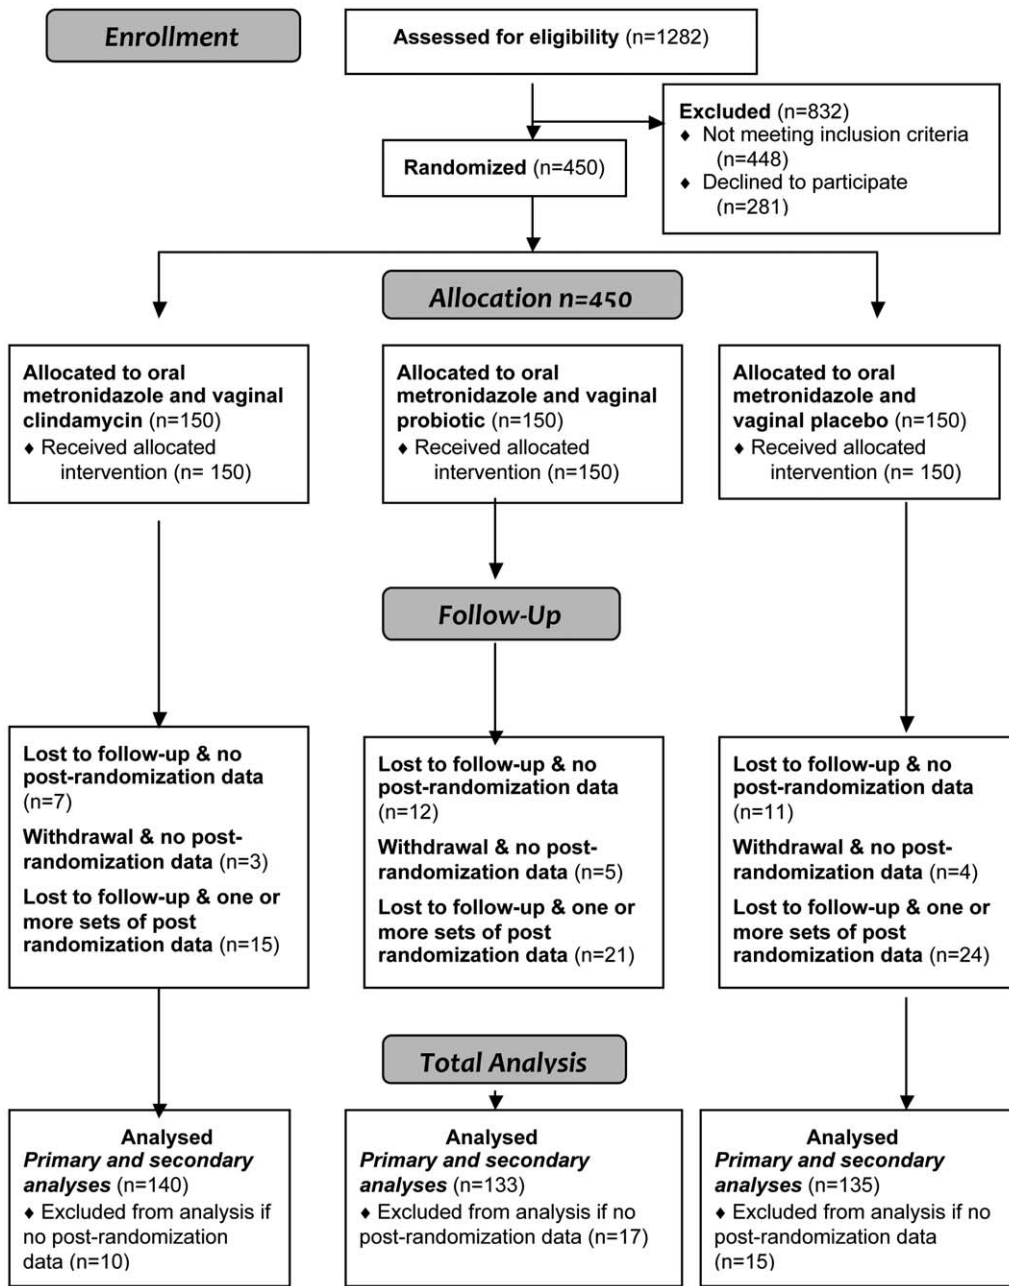 Enrollment
Assessed for eligibility (n=1282)
Excluded (n=832)
♦ Not meeting inclusion criteria
(n=448)
♦ Declined to participate
(n=281)
Randomized (n=450)
Allocation n=450
Allocated to oral
metronidazole and vaginal
clindamycin (n=150)
♦ Received allocated
intervention (n= 150)
Allocated to oral
metronidazole and vaginal
probiotic (n=150)
♦ Received allocated
intervention (n=150)
Allocated to oral
metronidazole and
vaginal placebo (n=150)
♦ Received allocated
intervention (n= 150)
Follow-Up
Lost to follow-up & no
post-randomization data
(n=7)
Withdrawal & no post-
randomization data (n=3)
Lost to follow-up & one or
more sets of post
randomization data (n=15)
Lost to follow-up & no
post-randomization data
(n=12)
Withdrawal & no post-
randomization data (n=5)
Lost to follow-up & one or
more sets of post
randomization data (n=21)
Lost to follow-up & no
post-randomization data
(n=11)
Withdrawal & no post-
randomization data (n=4)
Lost to follow-up & one or
more sets of post
randomization data (n=24)
Total Analysis
Analysed
Primary and secondary
analyses (n=140)
♦ Excluded from analysis if
no post-randomization
data (n=10)
Analysed
Primary and secondary
analyses (n=133)
♦ Excluded from analysis if
no post-randomization data (n=17)
Analysed
Primary and secondary
analyses (n=135)
♦ Excluded from analysis if no
post-randomization data
(n=15)